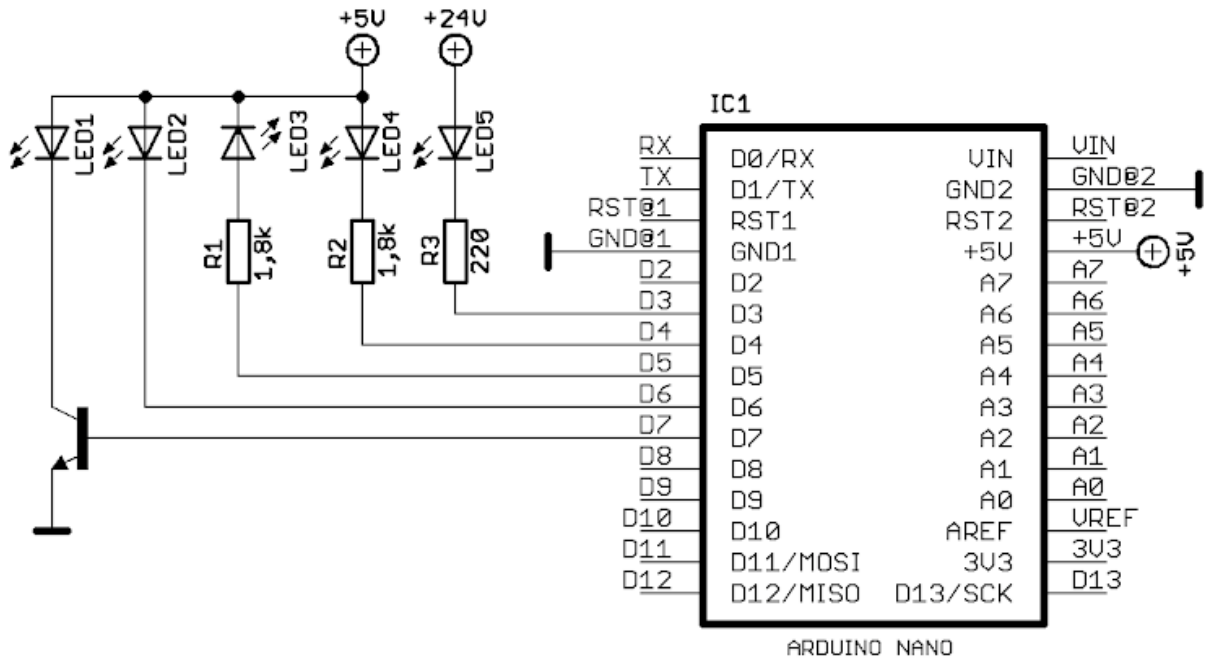 +5V
+24V
LED1
LED2
LED3
LED4
LED5
R1
1,8k
R2
1,8k
R3
220
IC1
RX
TX
RST@1
GND@1
D2
D3
D4
D5
D6
D7
D8
D9
D10
D11
D12
D0/RX
D1/TX
RST1
GND1
D2
D3
D4
D5
D6
D7
D8
D9
D10
D11/MOSI
D12/MISO
VIN
GND2
RST2
+5V
A7
A6
A5
A4
A3
A2
A1
A0
AREF
3V3
D13/SCK
VIN
GND@2
RST@2
+5V
A7
A6
A5
A4
A3
A2
A1
A0
VREF
3V3
D13
+5V
ARDUINO NANO